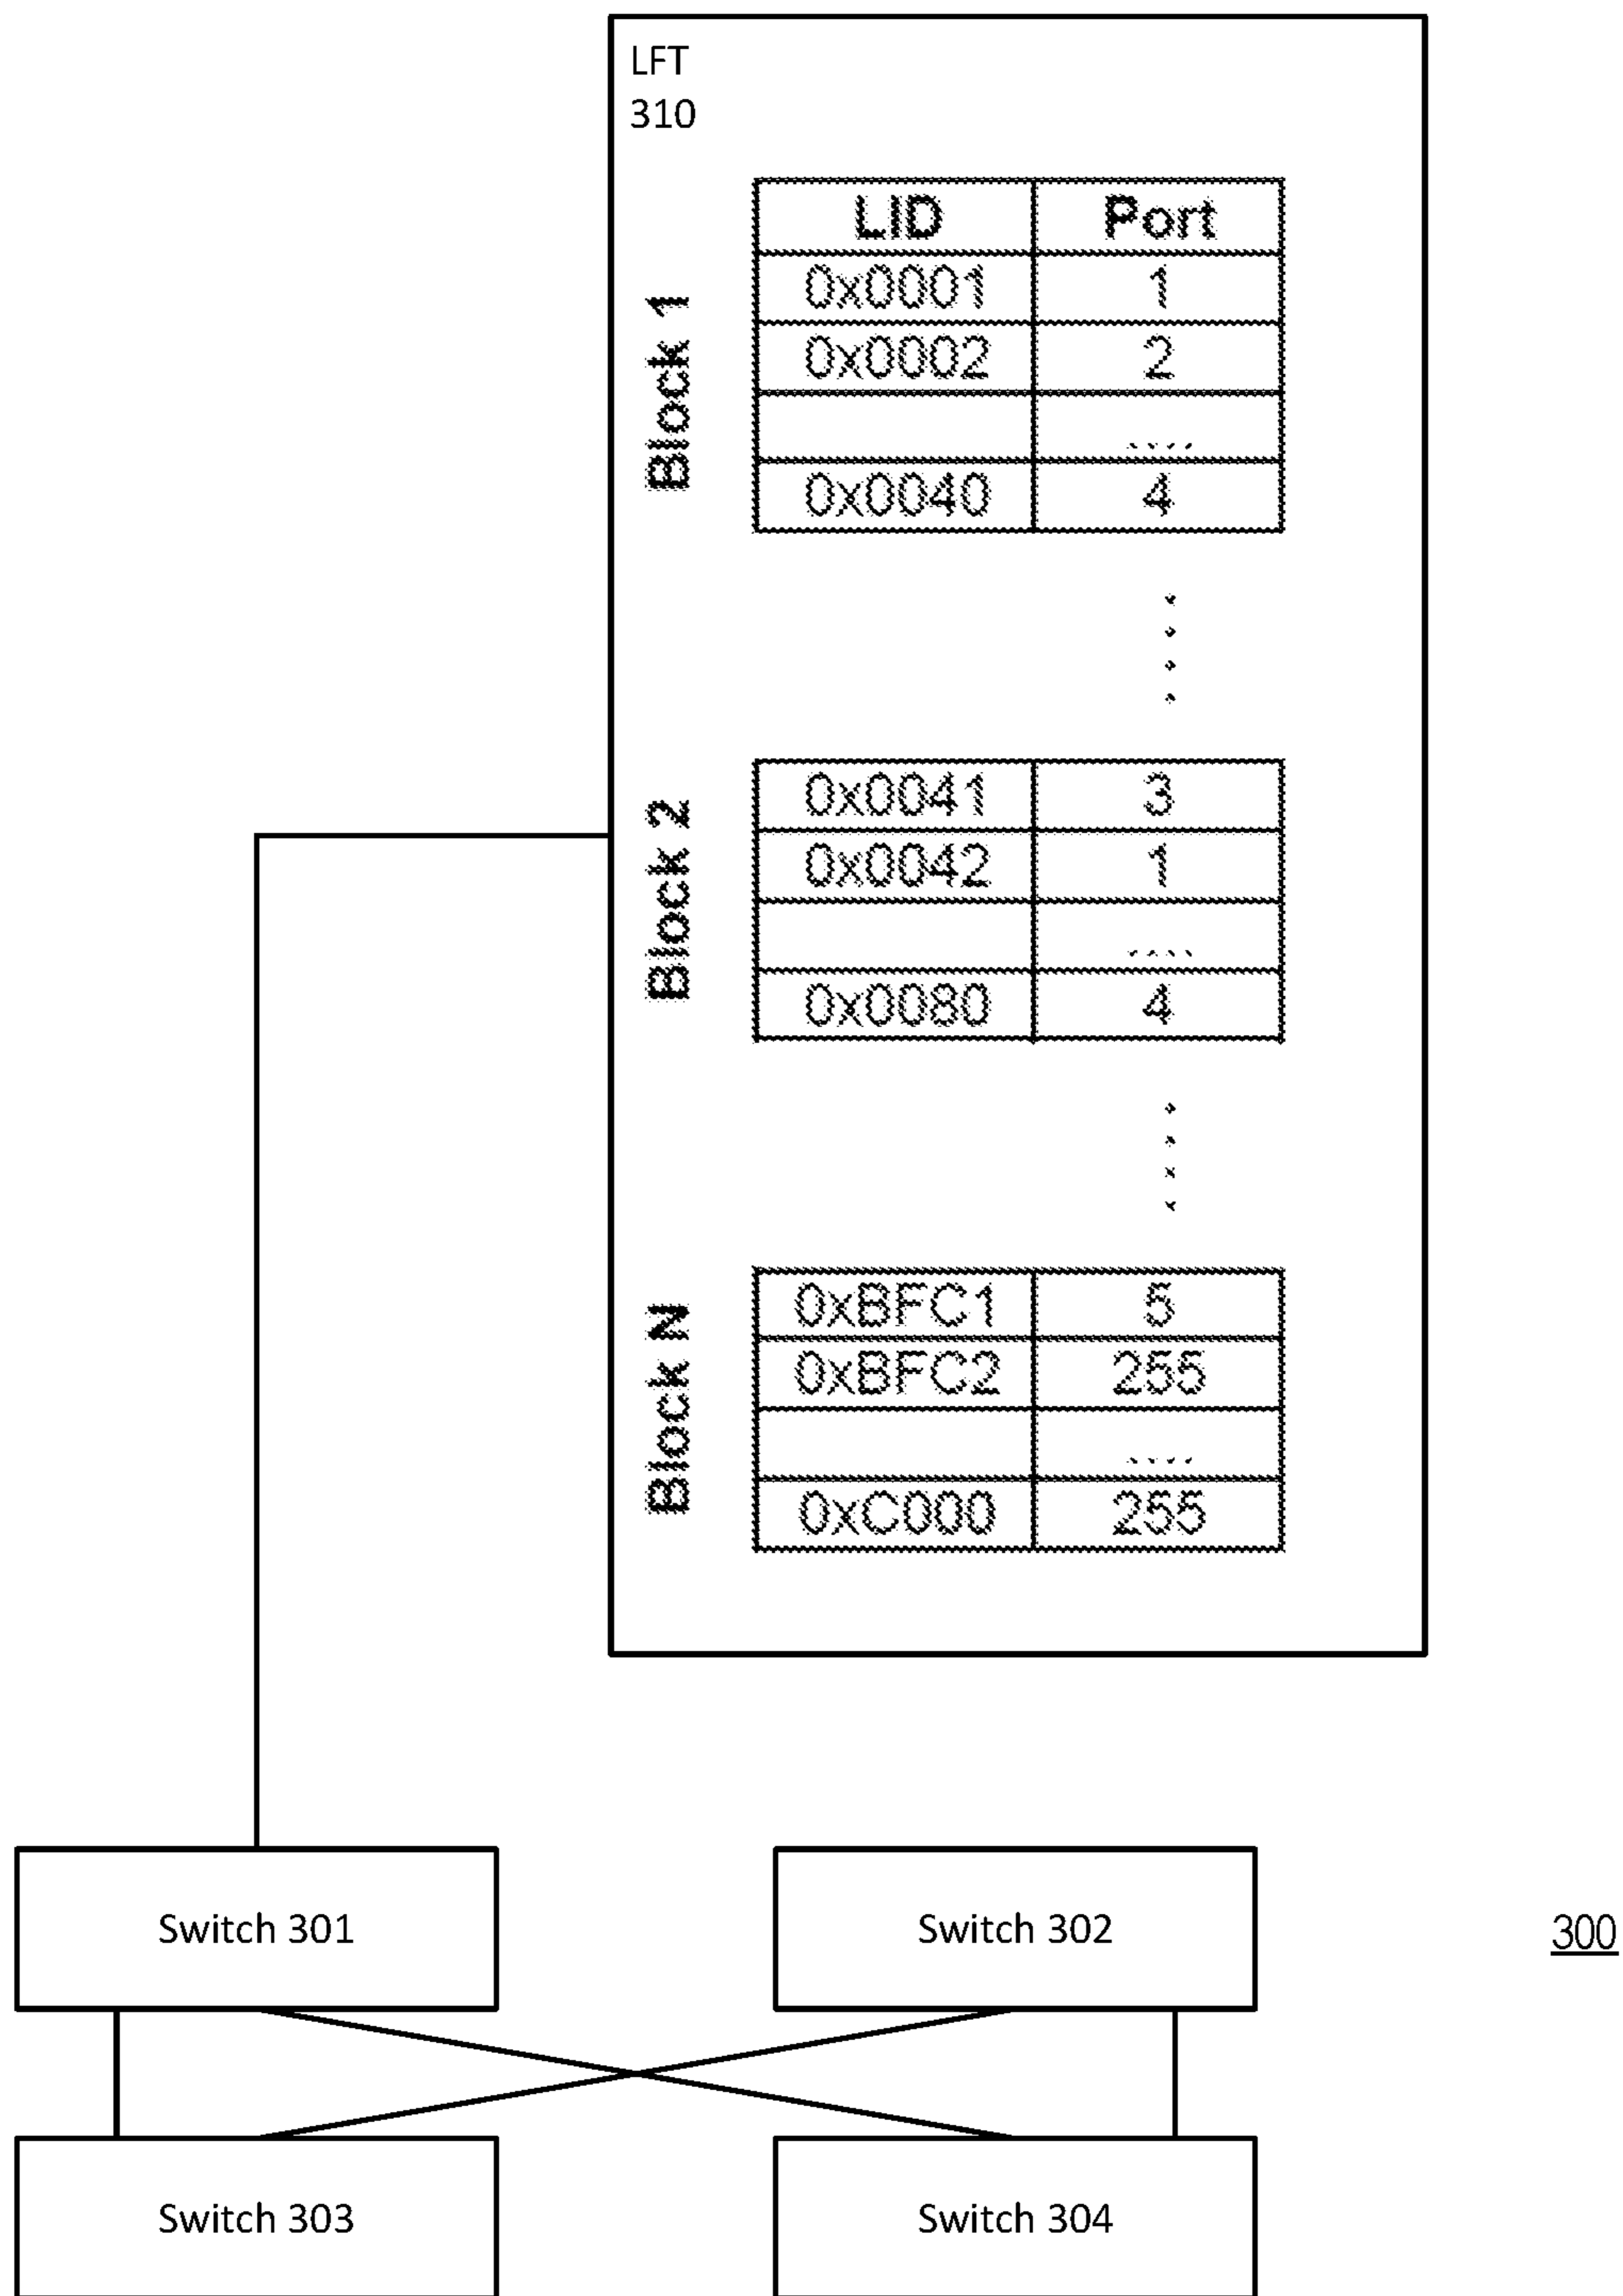 LFT
310
Block 1
LID Port
0x0001 1
0x0002 2
....
0x0040 4
Block 2
0x0041 3
0x0042 1
....
0x0080 4
Block N
0xBFC1 5
0xBFC2 255
....
0xC000 255
Switch 301
Switch 302
300
Switch 303
Switch 304